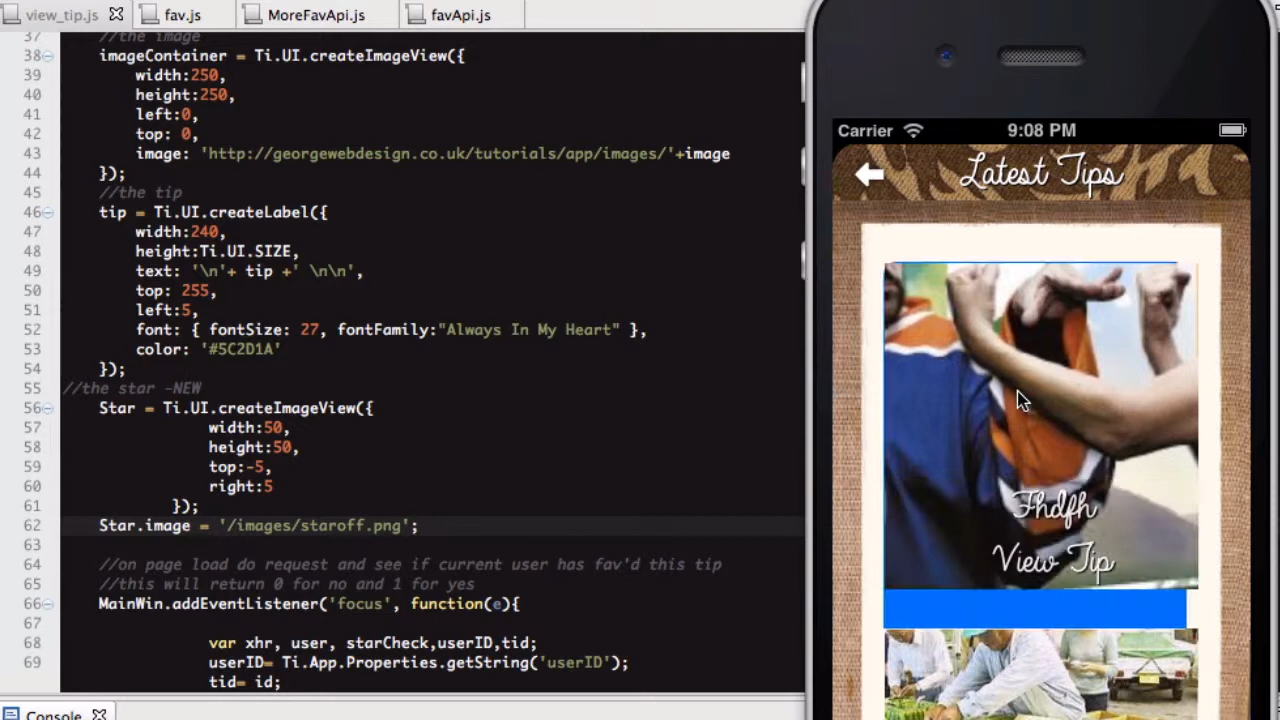 view_tip.js fav.js MoreFavApi.js favApi.js
37 //the image
38 imageContainer = Ti.UI.createImageView({
39 width:250,
40 height:250,
41 left:0,
42 top: 0,
43 image: 'http://georgewebdesign.co.uk/tutorials/app/images/'+image
44 });
45 //the tip
46 tip = Ti.UI.createLabel({
47 width:240,
48 height:Ti.UI.SIZE,
49 text: '\n'+ tip +' \n\n',
50 top: 255,
51 left:5,
52 font: { fontSize: 27, fontFamily:"Always In My Heart" },
53 color: '#5C2D1A'
54 });
55 //the star -NEW
56 Star = Ti.UI.createImageView({
57 width:50,
58 height:50,
59 top:-5,
60 right:5
61 });
62 Star.image = '/images/staroff.png';
63
64 //on page load do request and see if current user has fav'd this tip
65 //this will return 0 for no and 1 for yes
66 MainWin.addEventListener('focus', function(e){
67
68 var xhr, user, starCheck,userID,tid;
69 userID= Ti.App.Properties.getString('userID');
tid= id;
Console
Carrier 9:08 PM
Latest Tips
Fhdfh
View Tip